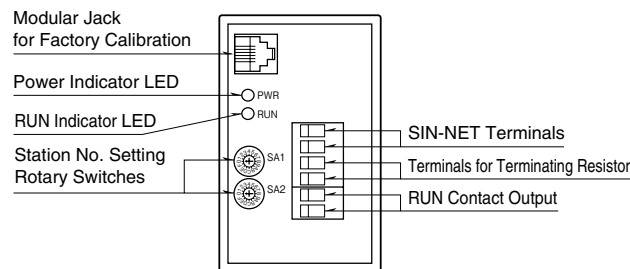 Modular Jack
for Factory Calibration
Power Indicator LED
PWR
RUN Indicator LED
RUN
Station No. Setting
Rotary Switches
SA1
SA2
SIN-NET Terminals
Terminals for Terminating Resistor
RUN Contact Output